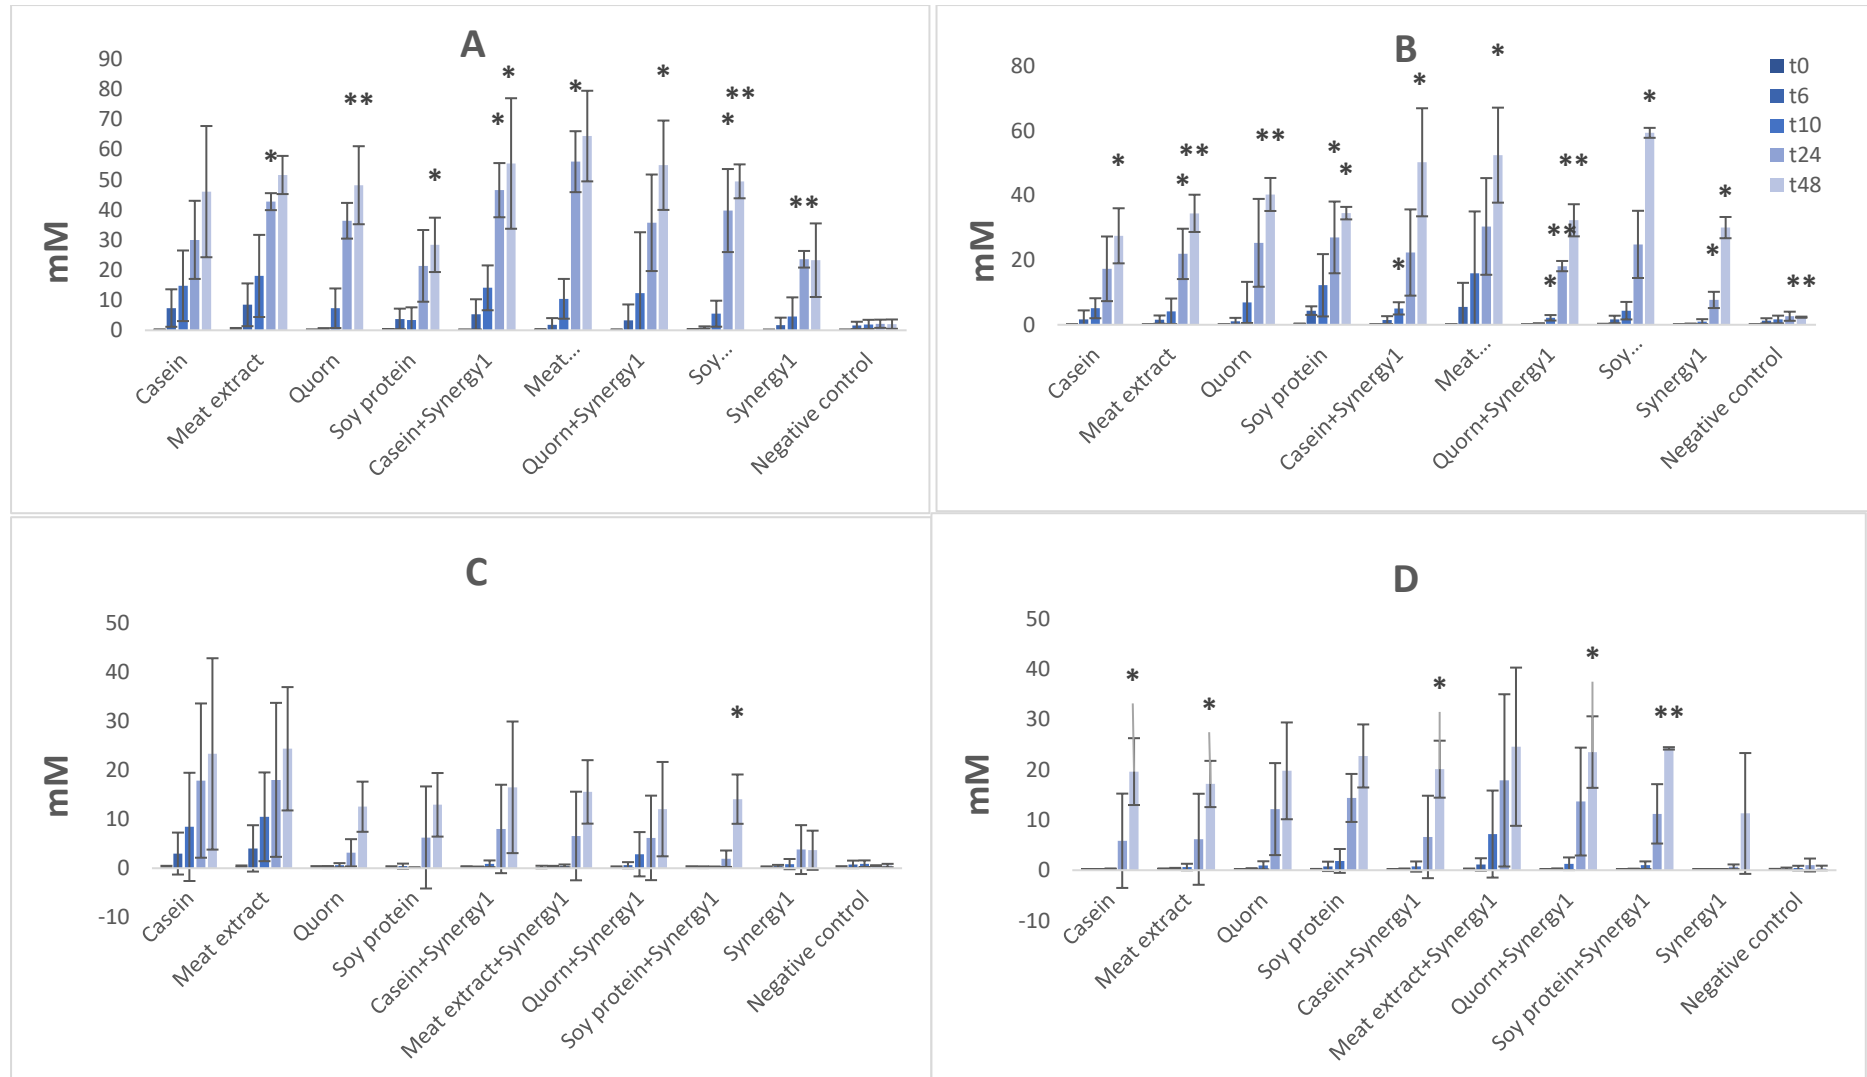 A
90
80
70
60
50
40
30
20
10
0
mM
* ** * * * * * * ** **
Casein
Meat extract
Quorn
Soy protein
Casein+Synergy1
Meat...
Quorn+Synergy1
Soy...
Synergy1
Negative control
B
80
60
40
20
0
mM
* ** * ** * * * * * ** ** * * * * **
t0
t6
t10
t24
t48
Casein
Meat extract
Quorn
Soy protein
Casein+Synergy1
Meat...
Quorn+Synergy1
Soy...
Synergy1
Negative control
C
50
40
30
20
10
0
-10
mM
*
Casein
Meat extract
Quorn
Soy protein
Casein+Synergy1
Meat extract+Synergy1
Quorn+Synergy1
Soy protein+Synergy1
Synergy1
Negative control
D
50
40
30
20
10
0
-10
mM
* * * * **
Casein
Meat extract
Quorn
Soy protein
Casein+Synergy1
Meat extract+Synergy1
Quorn+Synergy1
Soy protein+Synergy1
Synergy1
Negative control